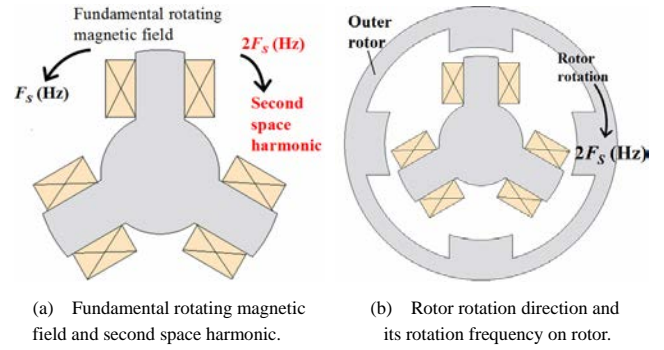 Fundamental rotating
magnetic field
F_S (Hz)
2F_S (Hz)
Second
space
harmonic
Outer
rotor
Rotor
rotation
2F_S (Hz)
(a) Fundamental rotating magnetic
field and second space harmonic.
(b) Rotor rotation direction and
its rotation frequency on rotor.